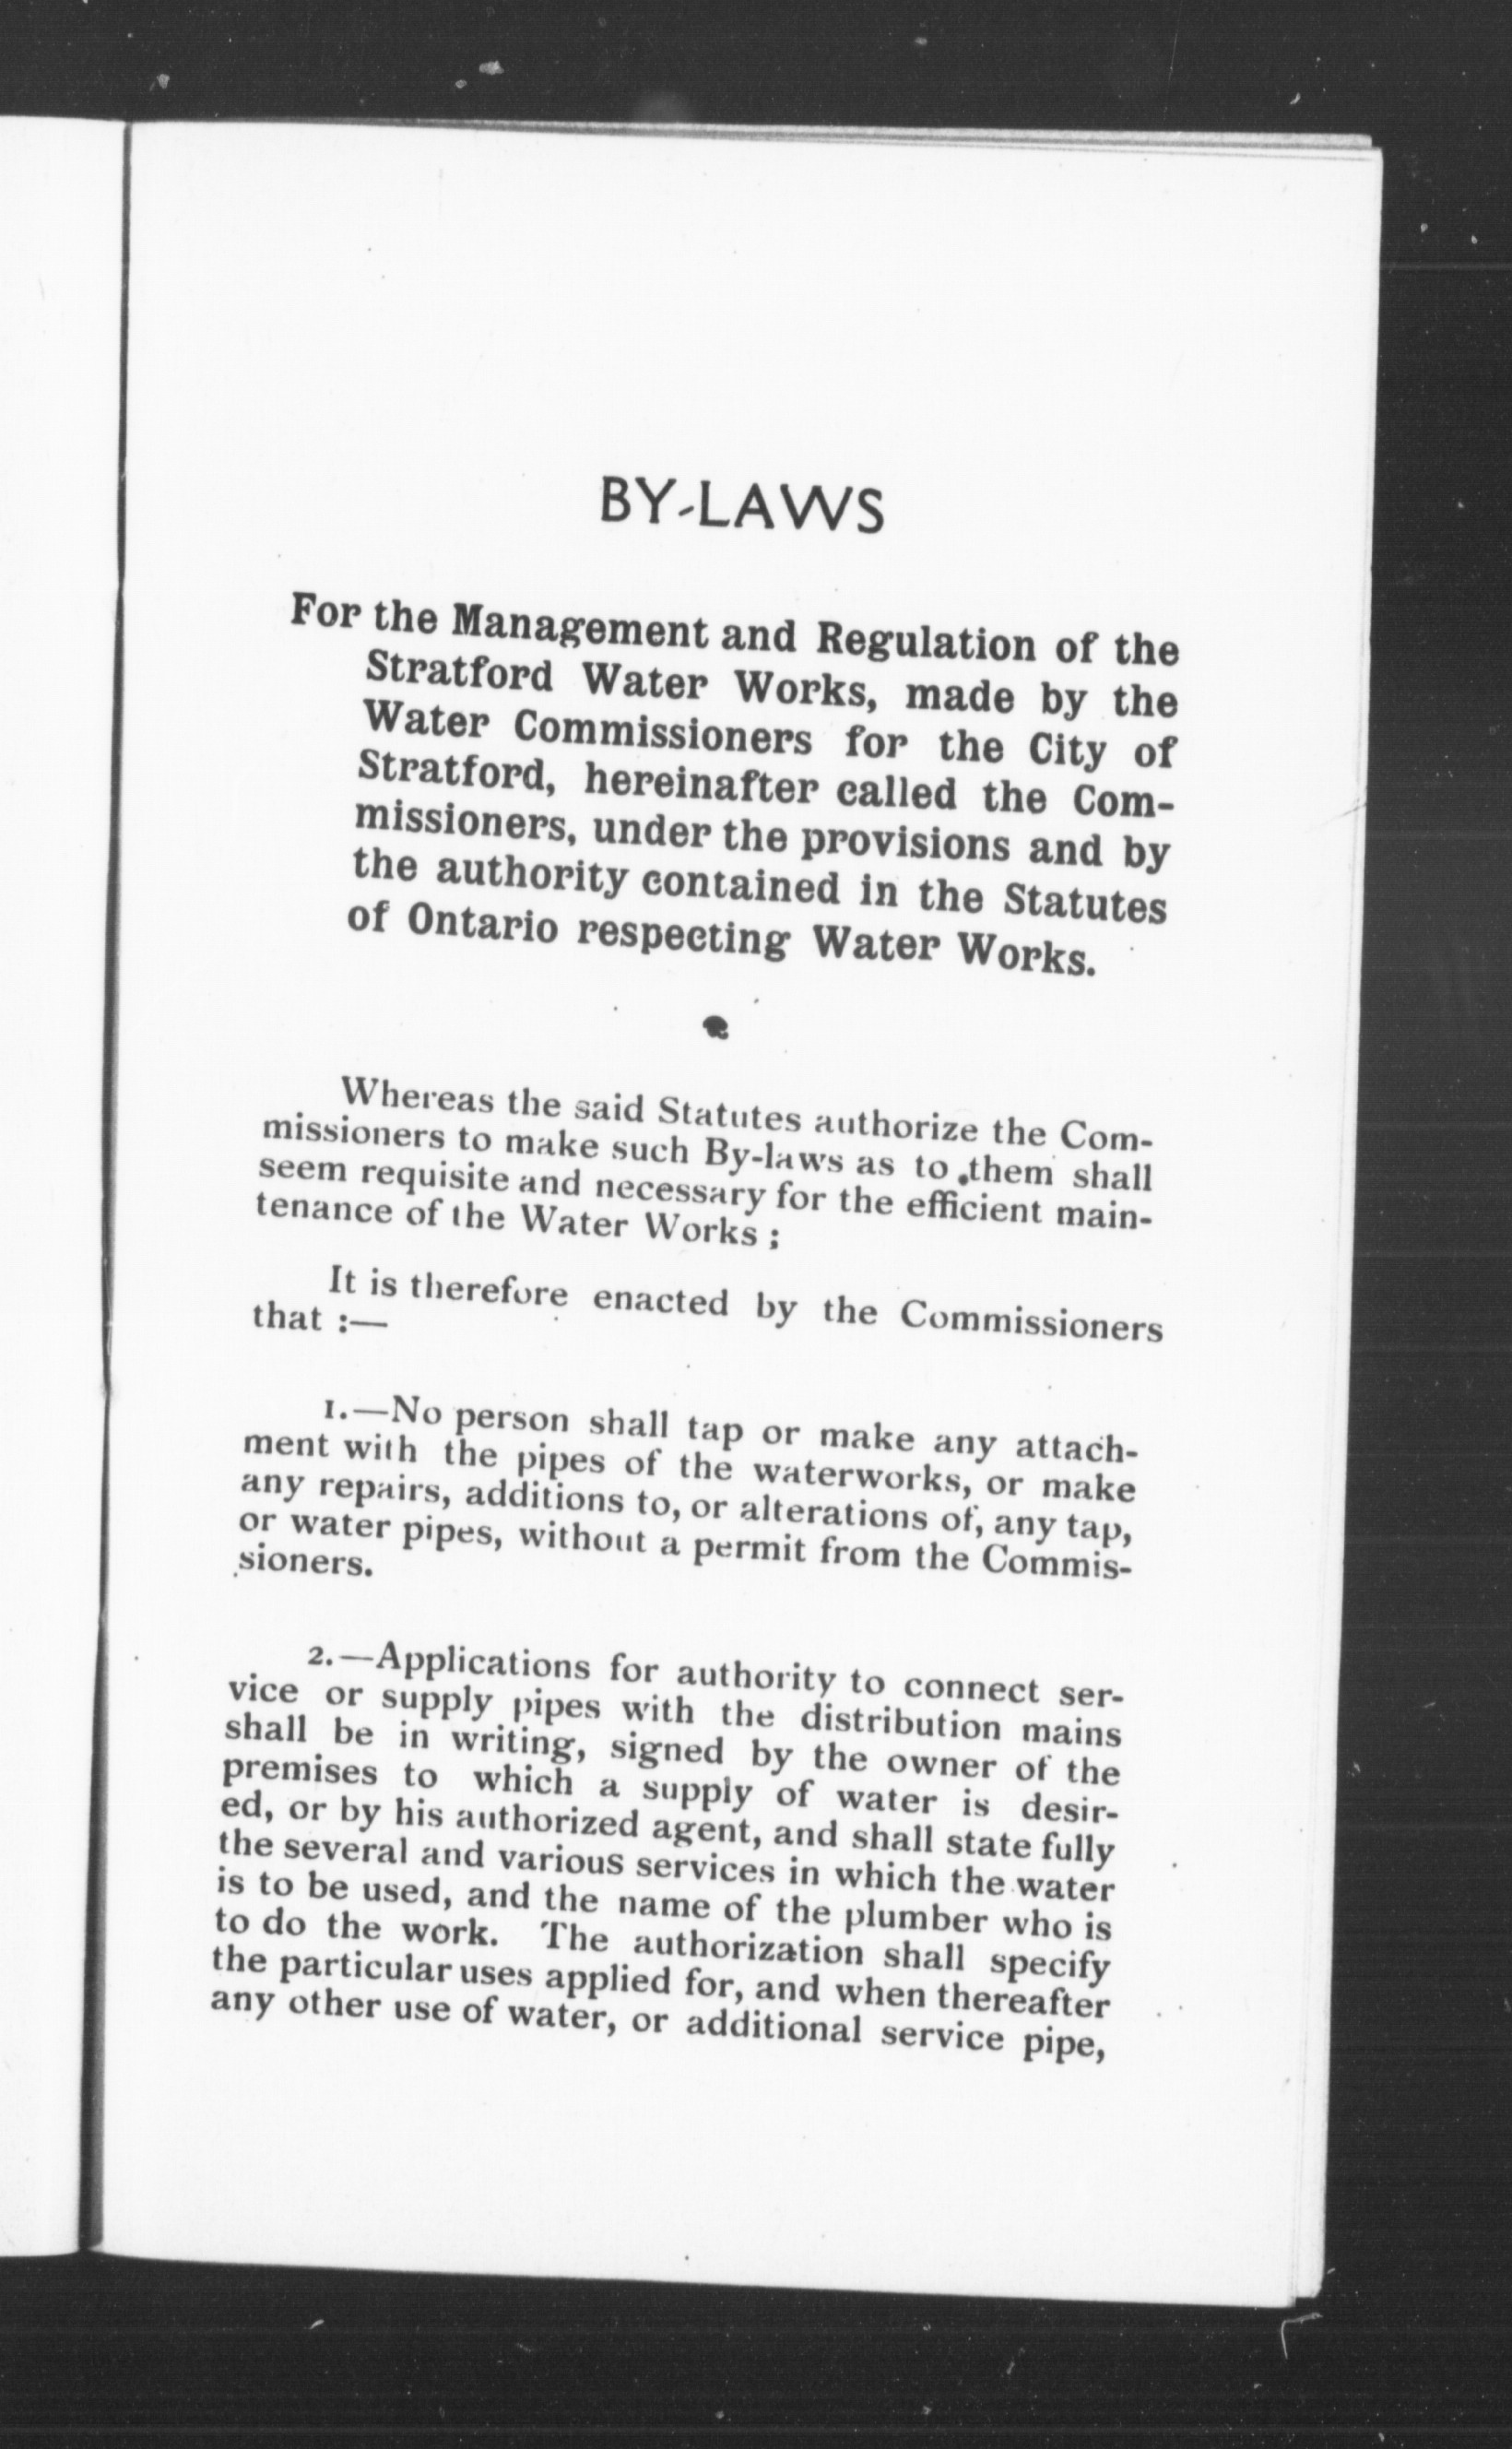 BY-LAWS
For the Management and Regulation of the
Stratford Water Works, made by the
Water Commissioners for the City of
Stratford, hereinafter called the Com-
missioners, under the provisions and by
the authority contained in the Statutes
of Ontario respecting Water Works.
Whereas the said Statutes authorize the Com-
missioners to make such By-laws as to them shall
seem requisite and necessary for the efficient main-
tenance of the Water Works ;
It is therefore enacted by the Commissioners
that :—
1.—No person shall tap or make any attach-
ment with the pipes of the waterworks, or make
any repairs, additions to, or alterations of, any tap,
or water pipes, without a permit from the Commis-
sioners.
2.—Applications for authority to connect ser-
vice or supply pipes with the distribution mains
shall be in writing, signed by the owner of the
premises to which a supply of water is desir-
ed, or by his authorized agent, and shall state fully
the several and various services in which the water
is to be used, and the name of the plumber who is
to do the work. The authorization shall specify
the particular uses applied for, and when thereafter
any other use of water, or additional service pipe,